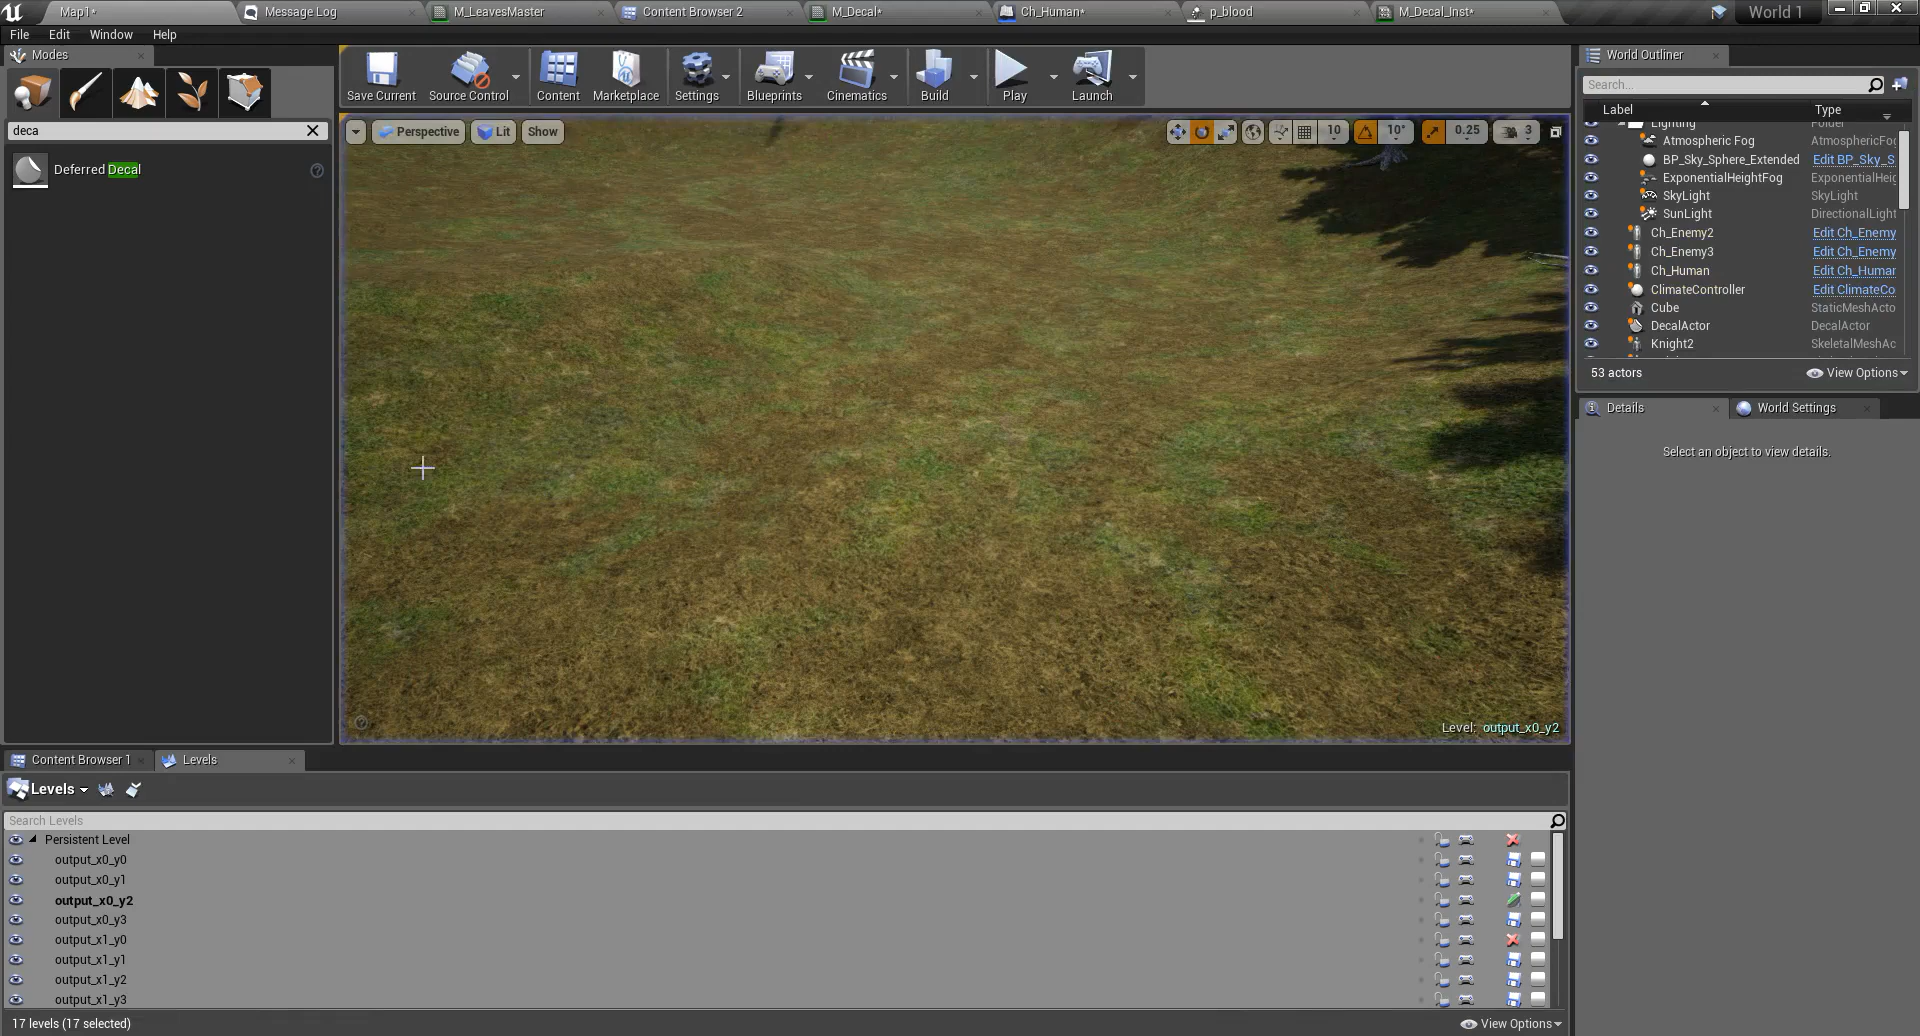 Map1*
Message Log
M_LeavesMaster
Content Browser 2
M_Decal*
Ch_Human*
p_blood
M_Decal_Inst*
World 1
File Edit Window Help
Modes
deca
Deferred Decal
Save Current
Source Control
Content
Marketplace
Settings
Blueprints
Cinematics
Build
Play
Launch
Perspective
Lit
Show
10
10°
0.25
3
Level: output_x0_y2
World Outliner
Search...
Label Type
Lighting Folder
Atmospheric Fog AtmosphericFog
BP_Sky_Sphere_Extended Edit BP_Sky_S
ExponentialHeightFog ExponentialHeig
SkyLight SkyLight
SunLight DirectionalLight
Ch_Enemy2 Edit Ch_Enemy
Ch_Enemy3 Edit Ch_Enemy
Ch_Human Edit Ch_Human
ClimateController Edit ClimateCo
Cube StaticMeshActo
DecalActor DecalActor
Knight2 SkeletalMeshAc
53 actors
View Options
Details
World Settings
Select an object to view details.
Content Browser 1
Levels
Levels
Search Levels
Persistent Level
output_x0_y0
output_x0_y1
output_x0_y2
output_x0_y3
output_x1_y0
output_x1_y1
output_x1_y2
output_x1_y3
17 levels (17 selected)
View Options